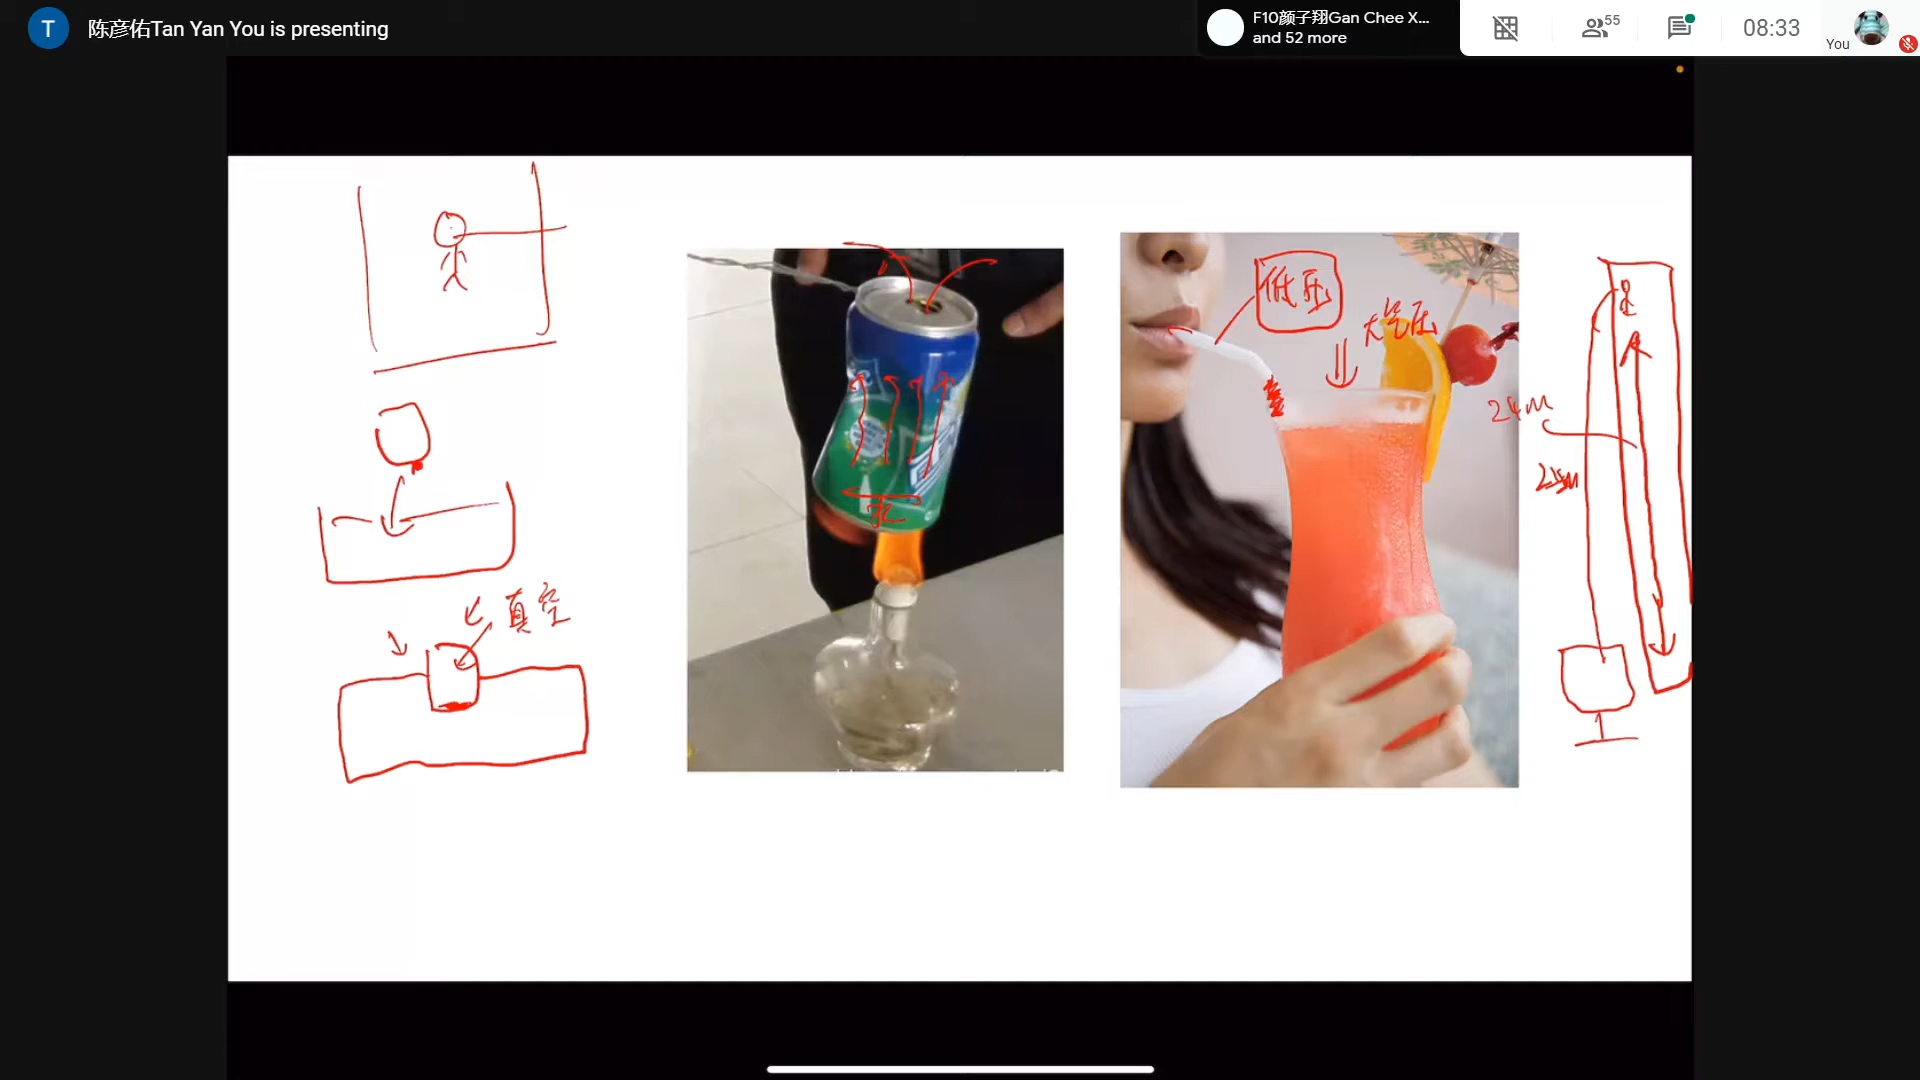 T
陈彦佑Tan Yan You is presenting
F10颜子翔Gan Chee X...
and 52 more
55
08:33
You
低压
大气压
24m
25m
真空
水